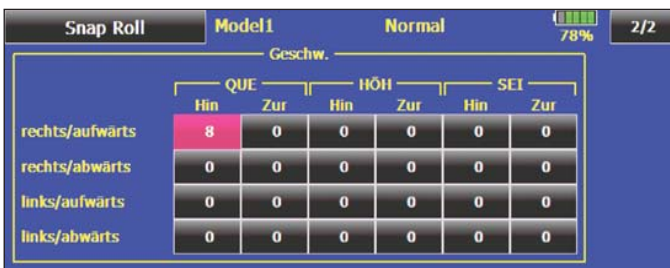 Snap Roll Model1 Normal 78% 2/2
Geschw.
QUE HÖH SEI
Hin Zur Hin Zur Hin Zur
rechts/aufwärts 8 0 0 0 0 0
rechts/abwärts 0 0 0 0 0 0
links/aufwärts 0 0 0 0 0 0
links/abwärts 0 0 0 0 0 0